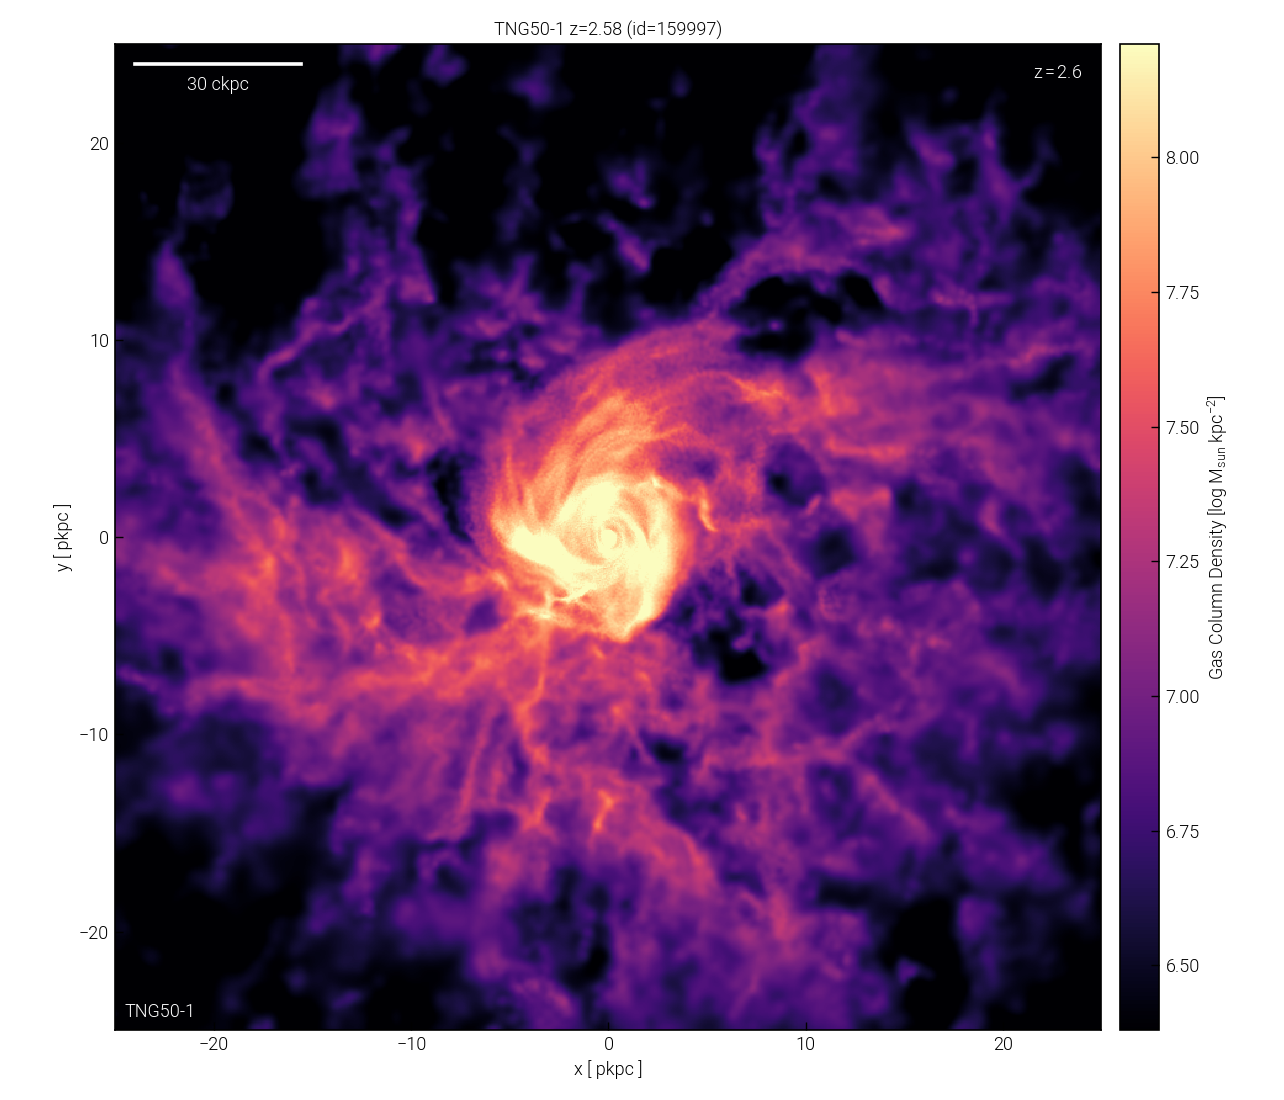 TNG50-1 z=2.58 (id=159997)
30 ckpc
z=2.6
20
10
0
−10
−20
8.00
7.75
7.50
7.25
7.00
6.75
6.50
y [ pkpc ]
Gas Column Density [log M_sun kpc^−2]
TNG50-1
−20
−10
0
10
20
x [ pkpc ]